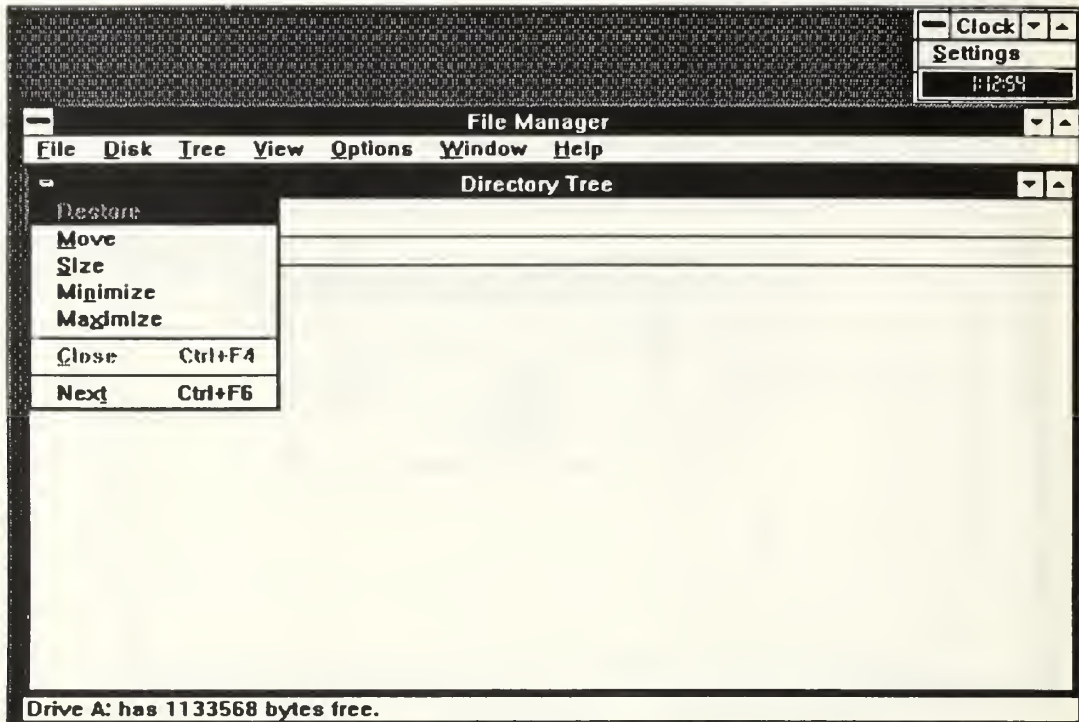 Clock
Settings
1:12:54
File Manager
File Disk Tree View Options Window Help
Directory Tree
Restore
Move
Size
Minimize
Maximize
Close Ctrl+F4
Next Ctrl+F6
Drive A: has 1133568 bytes free.